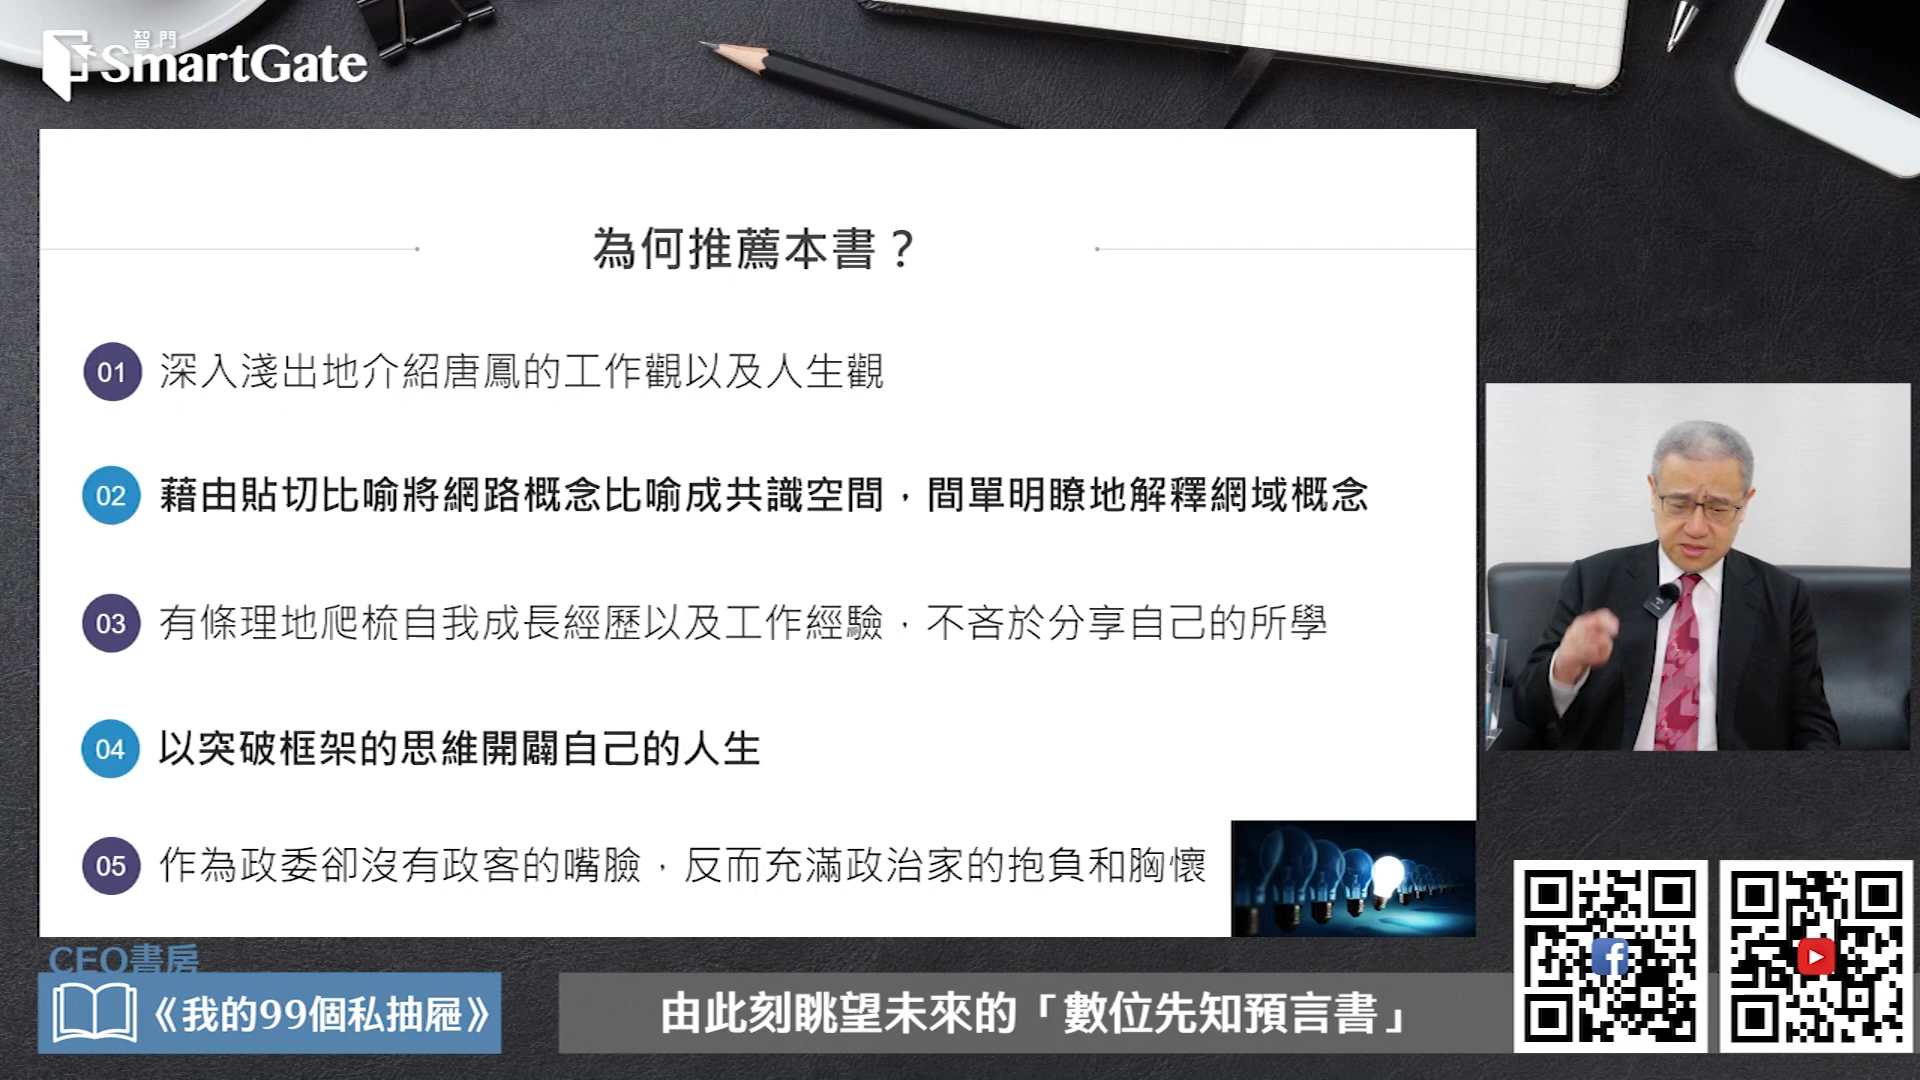 智門
SmartGate
為何推薦本書？
01 深入淺出地介紹唐鳳的工作觀以及人生觀
02 藉由貼切比喻將網路概念比喻成共識空間，間單明瞭地解釋網域概念
03 有條理地爬梳自我成長經歷以及工作經驗，不吝於分享自己的所學
04 以突破框架的思維開闢自己的人生
05 作為政委卻沒有政客的嘴臉，反而充滿政治家的抱負和胸懷
CEO書房
《我的99個私抽屜》
由此刻眺望未來的「數位先知預言書」